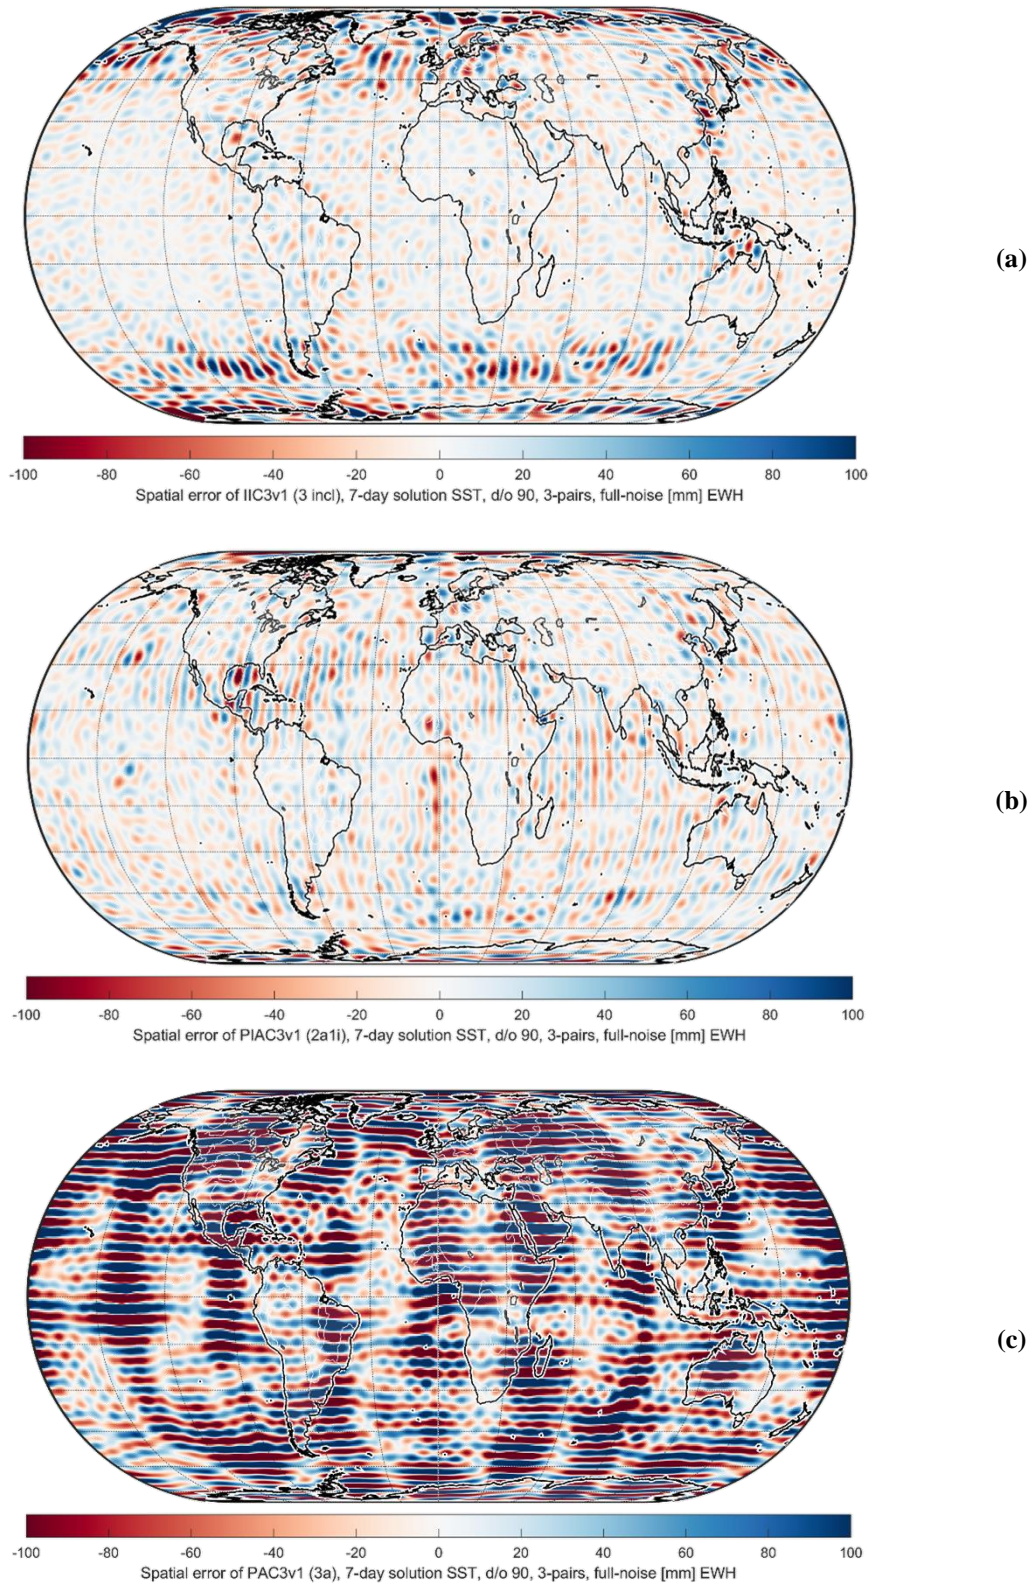 (a)
-100 -80 -60 -40 -20 0 20 40 60 80 100
Spatial error of IIC3v1 (3 incl), 7-day solution SST, d/o 90, 3-pairs, full-noise [mm] EWH
(b)
-100 -80 -60 -40 -20 0 20 40 60 80 100
Spatial error of PIAC3v1 (2a1i), 7-day solution SST, d/o 90, 3-pairs, full-noise [mm] EWH
(c)
-100 -80 -60 -40 -20 0 20 40 60 80 100
Spatial error of PAC3v1 (3a), 7-day solution SST, d/o 90, 3-pairs, full-noise [mm] EWH